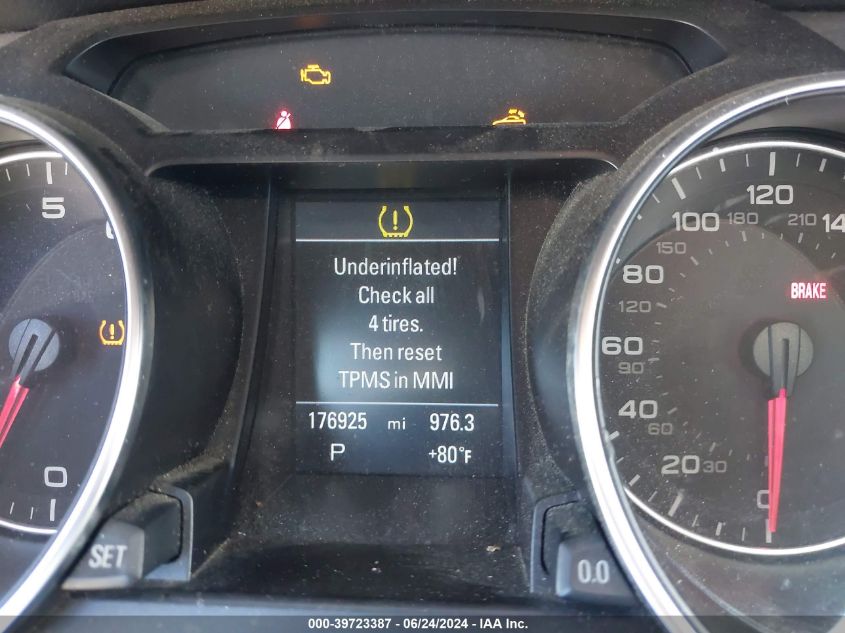 Underinflated!
Check all
4 tires.
Then reset
TPMS in MMI
176925 mi 976.3
P +80°F
5
0
SET
120
100 180 210
150
80
120
BRAKE
60
90
40
60
20 30
0
0.0
000-39723387 / 06/24/2024 - IAA Inc.